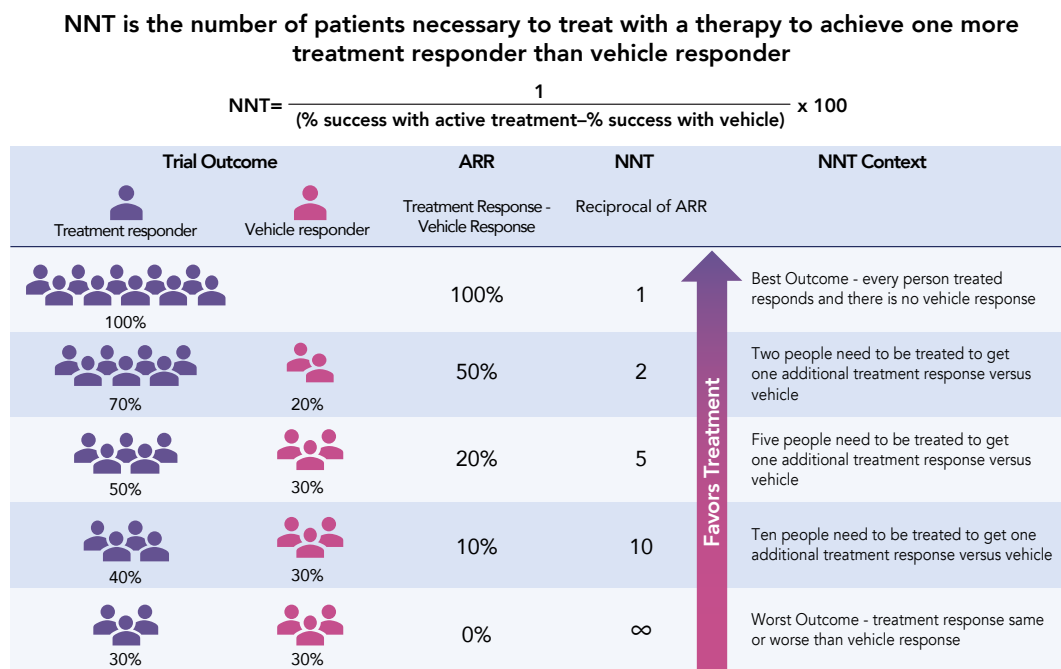 NNT is the number of patients necessary to treat with a therapy to achieve one more
treatment responder than vehicle responder
NNT= 1 / (% success with active treatment–% success with vehicle) x 100
Trial Outcome ARR NNT NNT Context
Treatment responder Vehicle responder
Treatment Response -
Vehicle Response
Reciprocal of ARR
Favors Treatment
100%
100%
1
Best Outcome - every person treated
responds and there is no vehicle response
70%
20%
50%
2
Two people need to be treated to get
one additional treatment response versus
vehicle
50%
30%
20%
5
Five people need to be treated to get
one additional treatment response versus
vehicle
40%
30%
10%
10
Ten people need to be treated to get one
additional treatment response versus vehicle
30%
30%
0%
∞
Worst Outcome - treatment response same
or worse than vehicle response